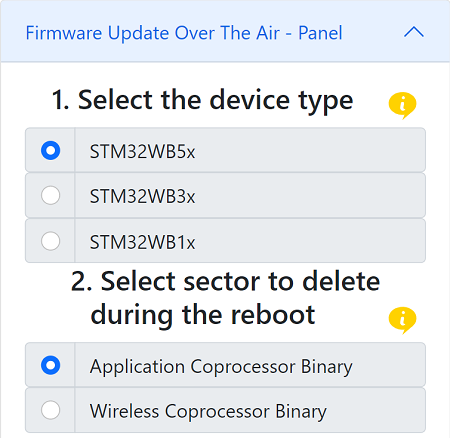 Firmware Update Over The Air - Panel
1. Select the device type
STM32WB5x
STM32WB3x
STM32WB1x
2. Select sector to delete
during the reboot
Application Coprocessor Binary
Wireless Coprocessor Binary